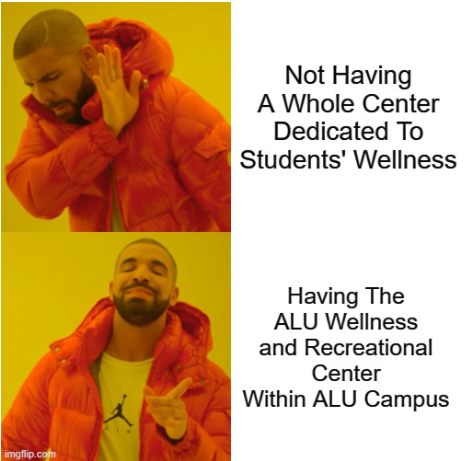 Not Having
A Whole Center
Dedicated To
Students' Wellness
Having The
ALU Wellness
and Recreational
Center
Within ALU Campus
imgflip.com